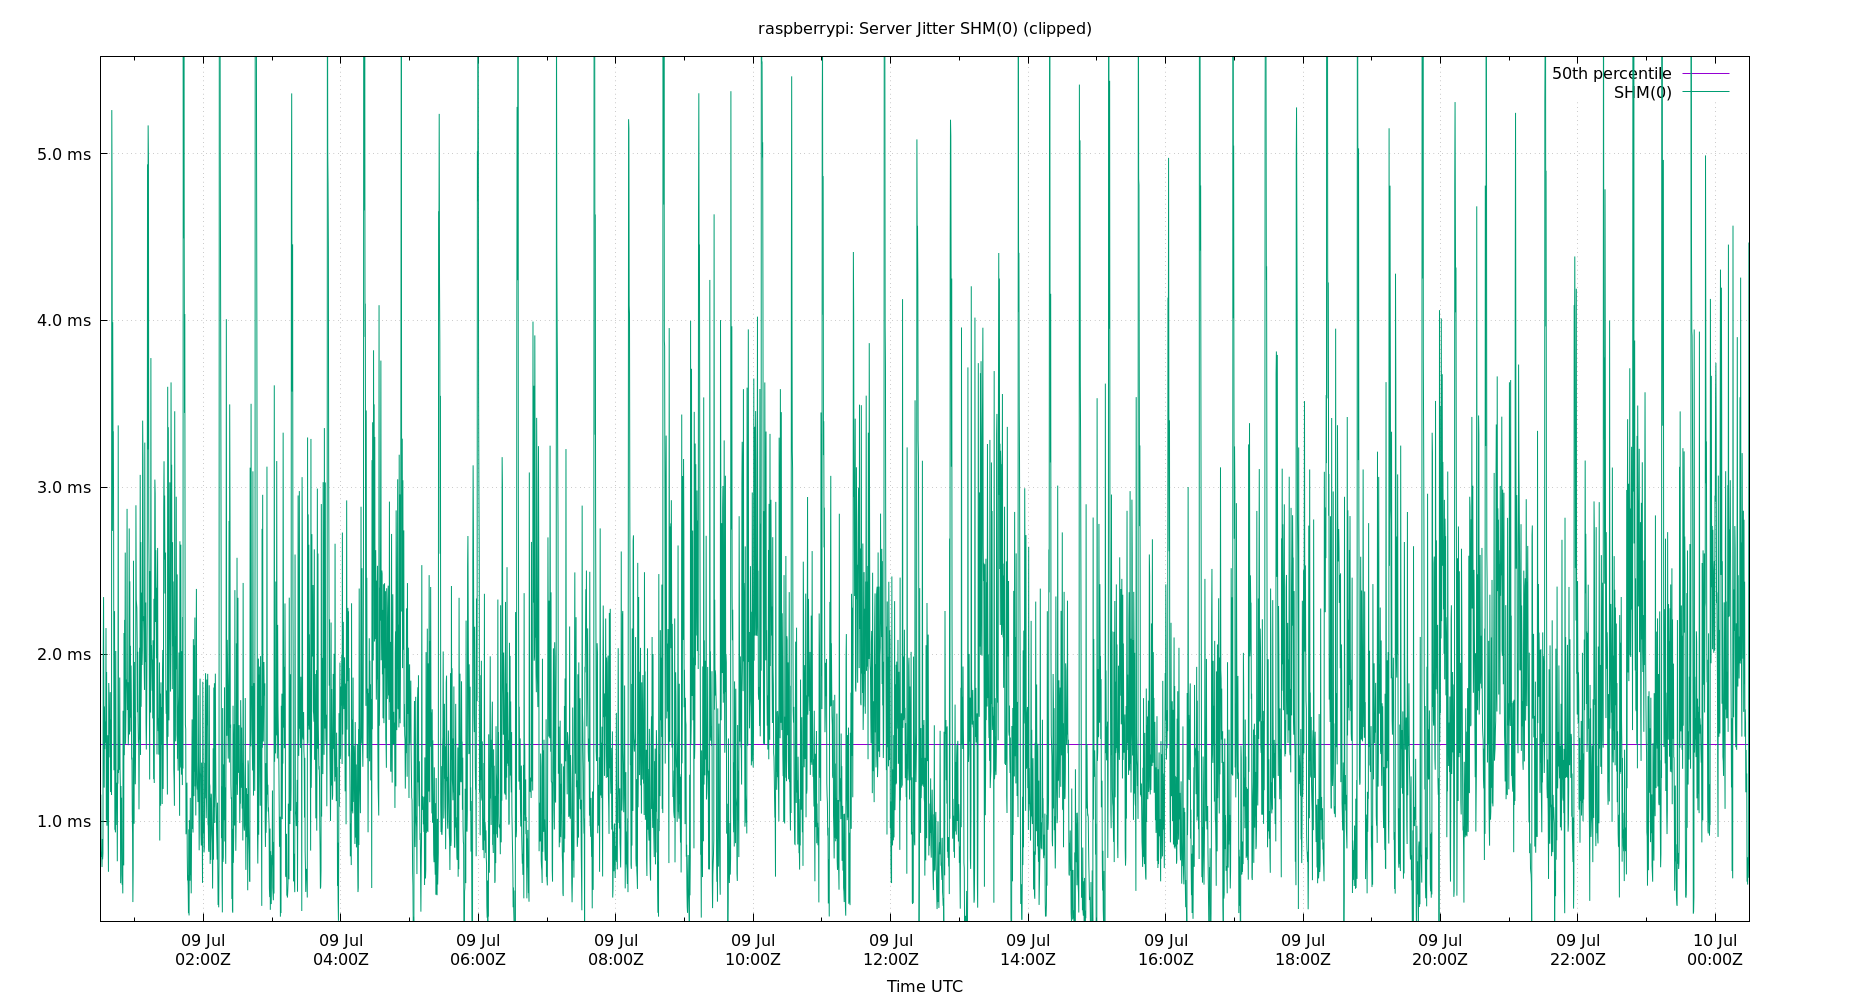 raspberrypi: Server Jitter SHM(0) (clipped)
50th percentile
SHM(0)
5.0 ms
4.0 ms
3.0 ms
2.0 ms
1.0 ms
09 Jul 09 Jul 09 Jul 09 Jul 09 Jul 09 Jul 09 Jul 09 Jul 09 Jul 09 Jul 09 Jul 10 Jul
02:00Z 04:00Z 06:00Z 08:00Z 10:00Z 12:00Z 14:00Z 16:00Z 18:00Z 20:00Z 22:00Z 00:00Z
Time UTC